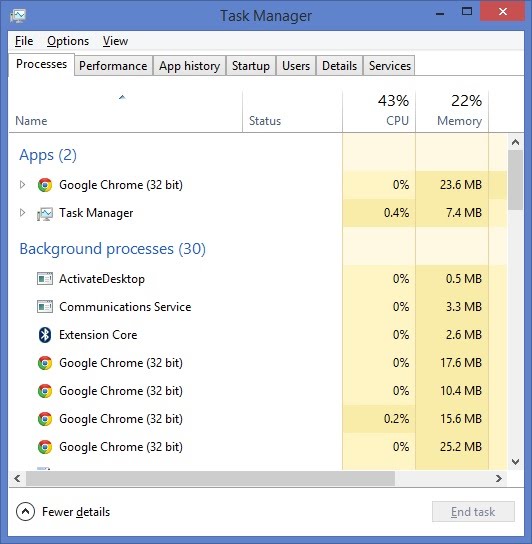 Task Manager
File Options View
Processes Performance App history Startup Users Details Services
43% 22%
Name Status CPU Memory
Apps (2)
Google Chrome (32 bit) 0% 23.6 MB
Task Manager 0.4% 7.4 MB
Background processes (30)
ActivateDesktop 0% 0.5 MB
Communications Service 0% 3.3 MB
Extension Core 0% 2.6 MB
Google Chrome (32 bit) 0% 17.6 MB
Google Chrome (32 bit) 0% 10.4 MB
Google Chrome (32 bit) 0.2% 15.6 MB
Google Chrome (32 bit) 0% 25.2 MB
Fewer details End task